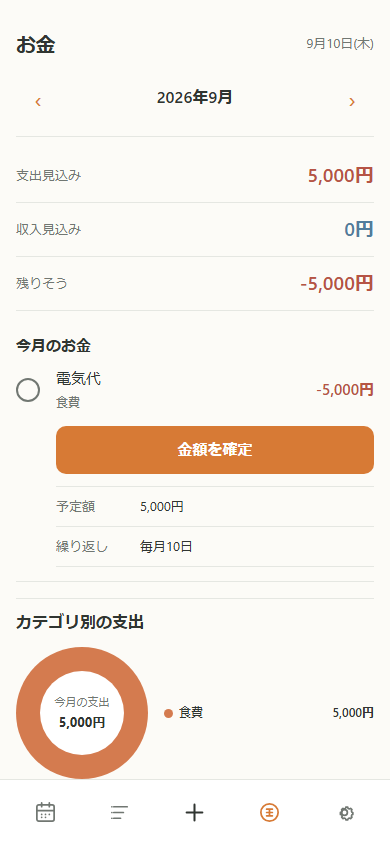 お金
9月10日(木)
‹ 2026年9月 ›
支出見込み 5,000円
収入見込み 0円
残りそう -5,000円
今月のお金
電気代
食費
-5,000円
金額を確定
予定額 5,000円
繰り返し 毎月10日
カテゴリ別の支出
今月の支出
5,000円
食費 5,000円